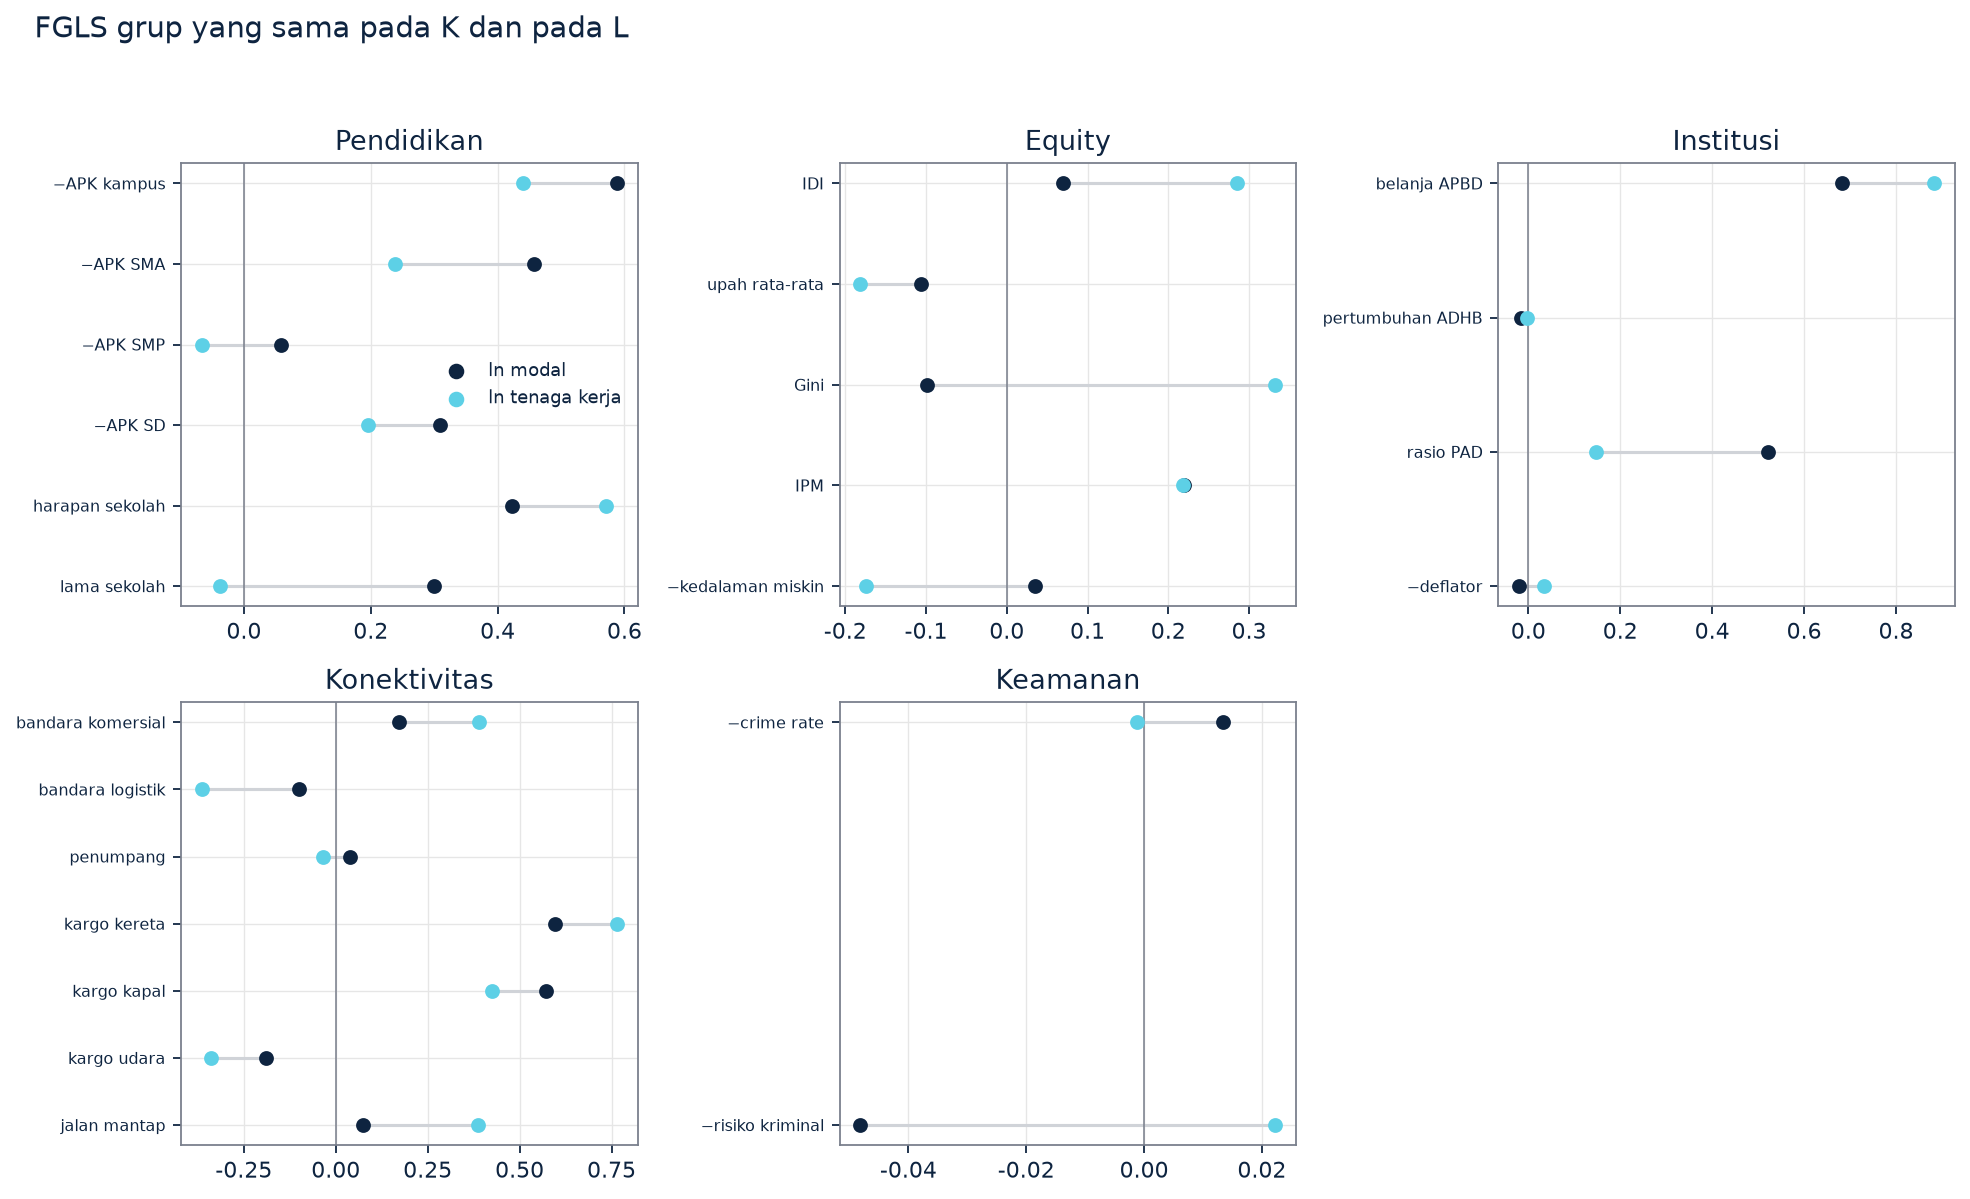 FGLS grup yang sama pada K dan pada L
Pendidikan
−APK kampus
−APK SMA
−APK SMP
−APK SD
harapan sekolah
lama sekolah
ln modal
ln tenaga kerja
0.0 0.2 0.4 0.6
Equity
IDI
upah rata-rata
Gini
IPM
−kedalaman miskin
-0.2 -0.1 0.0 0.1 0.2 0.3
Institusi
belanja APBD
pertumbuhan ADHB
rasio PAD
−deflator
0.0 0.2 0.4 0.6 0.8
Konektivitas
bandara komersial
bandara logistik
penumpang
kargo kereta
kargo kapal
kargo udara
jalan mantap
-0.25 0.00 0.25 0.50 0.75
Keamanan
−crime rate
−risiko kriminal
-0.04 -0.02 0.00 0.02